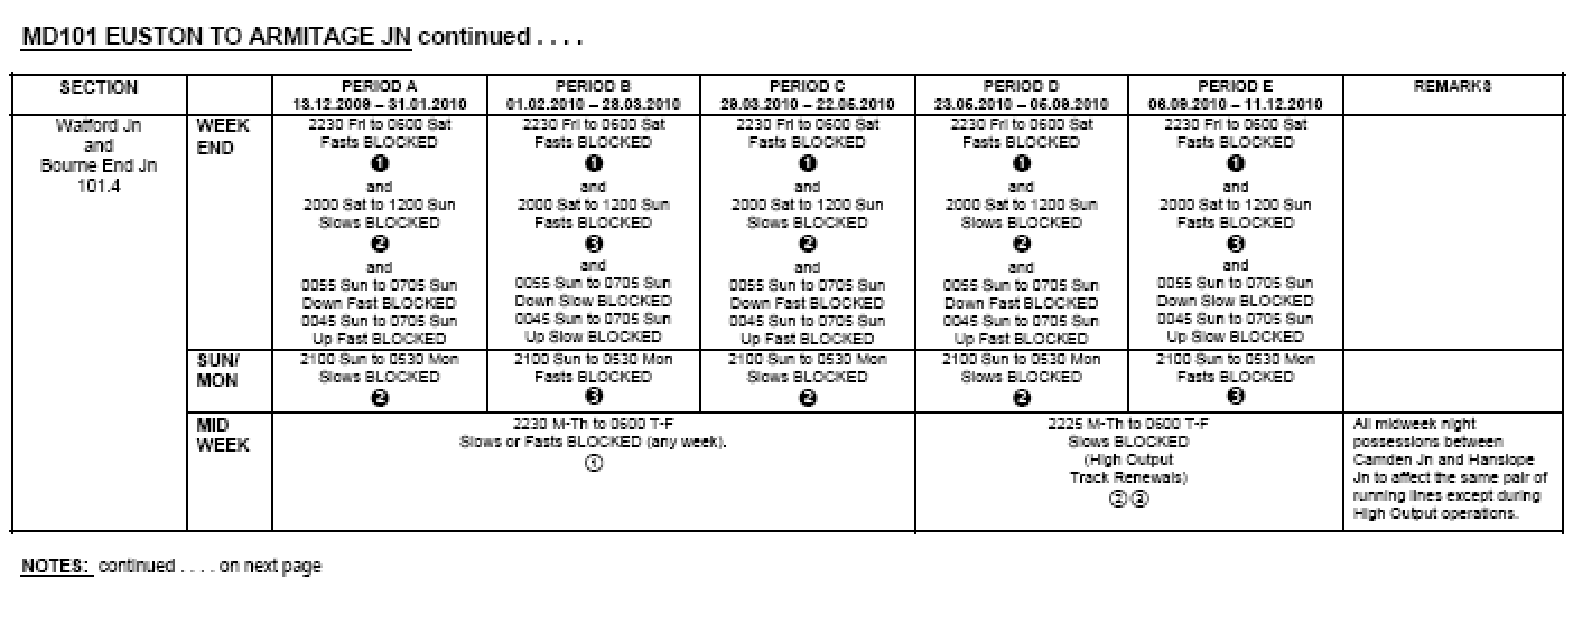 MD101 EUSTON TO ARMITAGE JN continued . . . .
SECTION
PERIOD A
13.12.2009 – 31.01.2010
PERIOD B
01.02.2010 – 28.03.2010
PERIOD C
29.03.2010 – 22.05.2010
PERIOD D
23.05.2010 – 05.09.2010
PERIOD E
06.09.2010 – 11.12.2010
REMARKS
Watford Jn
and
Bourne End Jn
101.4
WEEK
END
2230 Fri to 0600 Sat
Fasts BLOCKED
❶
and
2000 Sat to 1200 Sun
Slows BLOCKED
❷
and
0055 Sun to 0705 Sun
Down Fast BLOCKED
0045 Sun to 0705 Sun
Up Fast BLOCKED
2230 Fri to 0600 Sat
Fasts BLOCKED
❶
and
2000 Sat to 1200 Sun
Fasts BLOCKED
❸
and
0055 Sun to 0705 Sun
Down Slow BLOCKED
0045 Sun to 0705 Sun
Up Slow BLOCKED
2230 Fri to 0600 Sat
Fasts BLOCKED
❶
and
2000 Sat to 1200 Sun
Slows BLOCKED
❷
and
0055 Sun to 0705 Sun
Down Fast BLOCKED
0045 Sun to 0705 Sun
Up Fast BLOCKED
2230 Fri to 0600 Sat
Fasts BLOCKED
❶
and
2000 Sat to 1200 Sun
Slows BLOCKED
❷
and
0055 Sun to 0705 Sun
Down Fast BLOCKED
0045 Sun to 0705 Sun
Up Fast BLOCKED
2230 Fri to 0600 Sat
Fasts BLOCKED
❶
and
2000 Sat to 1200 Sun
Fasts BLOCKED
❸
and
0055 Sun to 0705 Sun
Down Slow BLOCKED
0045 Sun to 0705 Sun
Up Slow BLOCKED
SUN/
MON
2100 Sun to 0530 Mon
Slows BLOCKED
❷
2100 Sun to 0530 Mon
Fasts BLOCKED
❸
2100 Sun to 0530 Mon
Slows BLOCKED
❷
2100 Sun to 0530 Mon
Slows BLOCKED
❷
2100 Sun to 0530 Mon
Fasts BLOCKED
❸
MID
WEEK
2230 M-Th to 0600 T-F
Slows or Fasts BLOCKED (any week).
①
2225 M-Th to 0600 T-F
Slows BLOCKED
(High Output
Track Renewals)
②
All midweek night
possessions between
Camden Jn and Hanslope
Jn to affect the same pair of
running lines except during
High Output operations.
NOTES: continued . . . . on next page